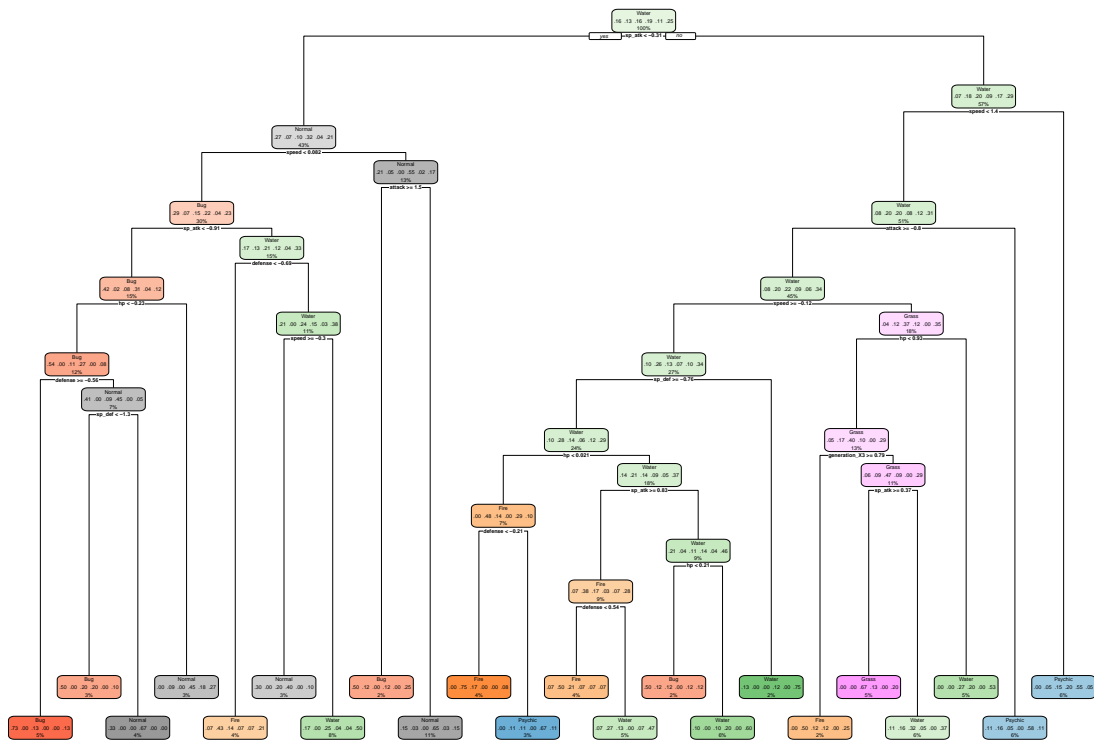 Water
.16 .13 .16 .19 .11 .25
100%
yes sp_atk < −0.31 no
Water
.07 .18 .20 .09 .17 .29
57%
speed < 1.4
Normal
.27 .07 .10 .32 .04 .21
43%
speed < 0.082
Normal
.21 .05 .00 .55 .02 .17
13%
attack >= 1.5
Bug
.29 .07 .15 .22 .04 .23
30%
sp_atk < −0.91
Water
.08 .20 .20 .08 .12 .31
51%
attack >= −0.8
Water
.17 .13 .21 .12 .04 .33
15%
defense < −0.69
Bug
.42 .02 .08 .31 .04 .12
15%
hp < −0.23
Water
.08 .20 .22 .09 .06 .34
45%
speed >= −0.12
Water
.21 .00 .24 .15 .03 .38
11%
speed >= −0.3
Grass
.04 .12 .37 .12 .00 .35
18%
hp < 0.93
Bug
.54 .00 .11 .27 .00 .08
12%
defense >= −0.56
Water
.10 .26 .13 .07 .10 .34
27%
sp_def >= −0.76
Normal
.41 .00 .09 .45 .00 .05
7%
sp_def < −1.3
Water
.10 .28 .14 .06 .12 .29
24%
hp < 0.021
Grass
.05 .17 .40 .10 .00 .29
13%
generation_X3 >= 0.79
Water
.14 .21 .14 .09 .05 .37
18%
sp_atk >= 0.83
Grass
.06 .09 .47 .09 .00 .29
11%
sp_atk >= 0.37
Fire
.00 .48 .14 .00 .29 .10
7%
defense < −0.21
Water
.21 .04 .11 .14 .04 .46
9%
hp < 0.21
Fire
.07 .38 .17 .03 .07 .28
9%
defense < 0.54
Bug
.50 .00 .20 .20 .00 .10
3%
Normal
.00 .09 .00 .45 .18 .27
3%
Normal
.30 .00 .20 .40 .00 .10
3%
Bug
.50 .12 .00 .12 .00 .25
2%
Fire
.00 .75 .17 .00 .00 .08
4%
Fire
.07 .50 .21 .07 .07 .07
4%
Bug
.50 .12 .12 .00 .12 .12
2%
Water
.13 .00 .00 .12 .00 .75
2%
Grass
.00 .00 .67 .13 .00 .20
5%
Water
.00 .00 .27 .20 .00 .53
5%
Psychic
.00 .05 .15 .20 .55 .05
6%
Bug
.73 .00 .13 .00 .00 .13
5%
Normal
.33 .00 .00 .67 .00 .00
4%
Fire
.07 .43 .14 .07 .07 .21
4%
Water
.17 .00 .25 .04 .04 .50
8%
Normal
.15 .03 .00 .65 .03 .15
11%
Psychic
.00 .11 .11 .00 .67 .11
3%
Water
.07 .27 .13 .00 .07 .47
5%
Water
.10 .00 .10 .20 .00 .60
6%
Fire
.00 .50 .12 .12 .00 .25
2%
Water
.11 .16 .32 .05 .00 .37
6%
Psychic
.11 .16 .05 .00 .58 .11
6%